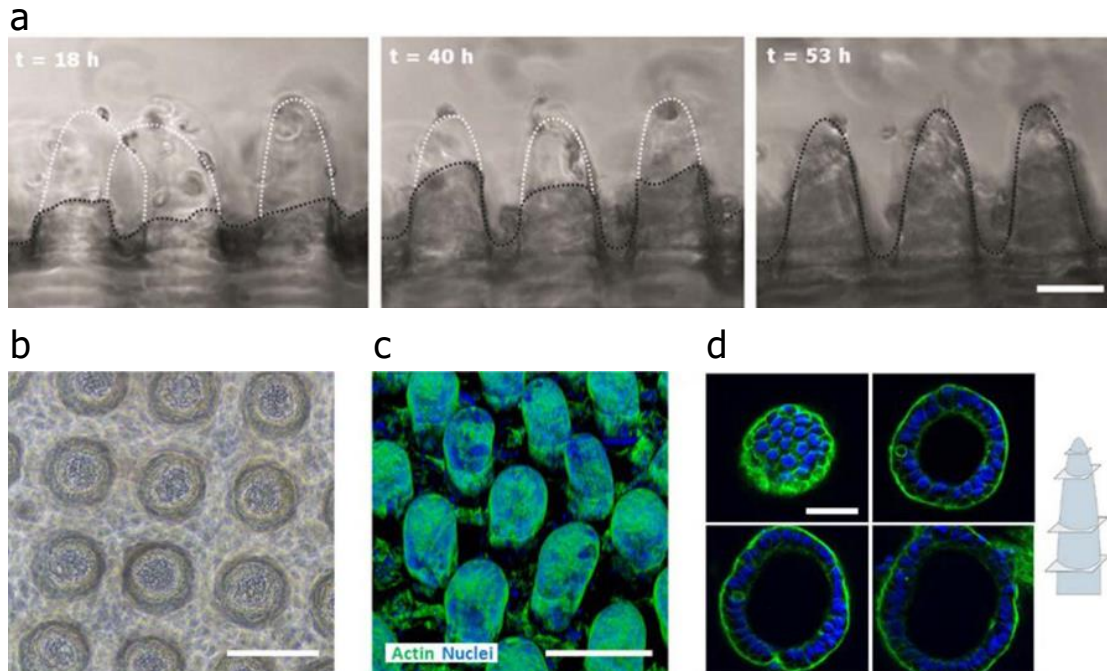 a
t = 18 h
t = 40 h
t = 53 h
b
c
d
Actin Nuclei